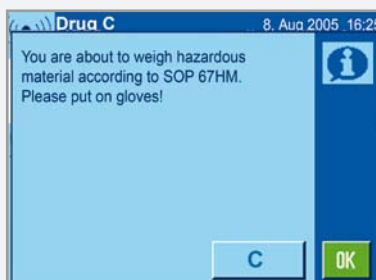 Drug C 8. Aug 2005 16:25
You are about to weigh hazardous
material according to SOP 67HM.
Please put on gloves!
C OK